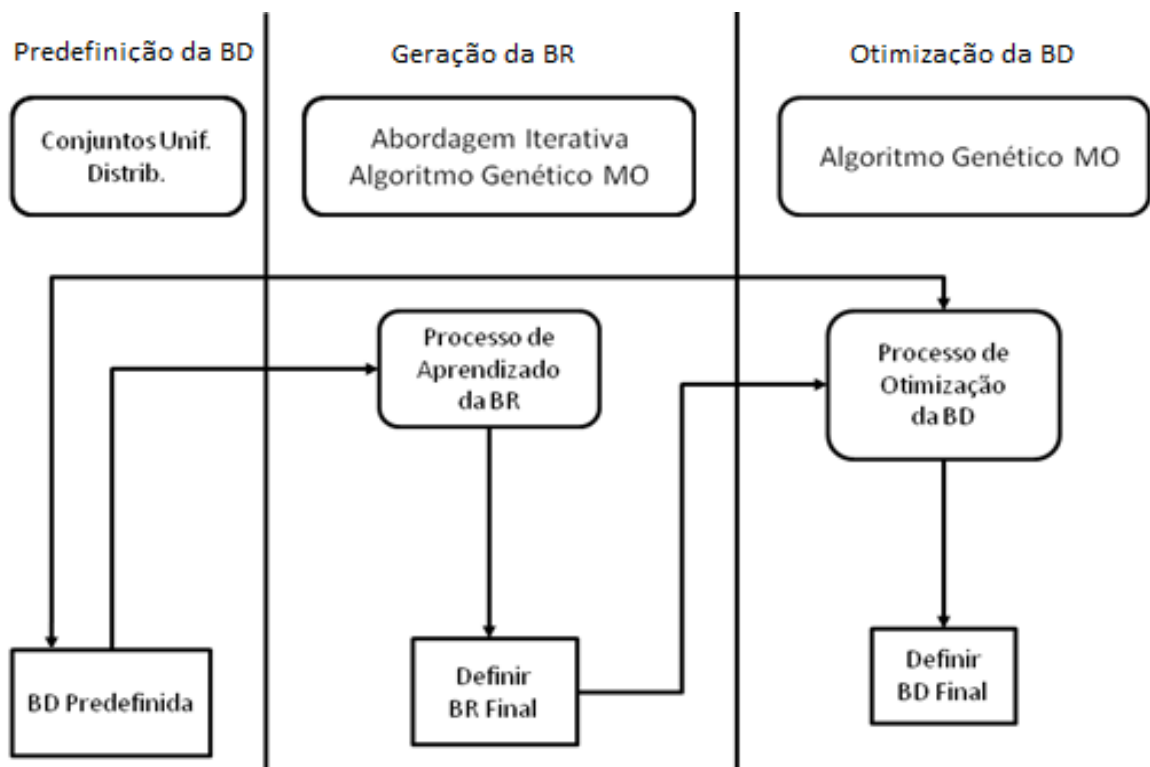 Predefinição da BD
Geração da BR
Otimização da BD
Conjuntos Unif.
Distrib.
Abordagem Iterativa
Algoritmo Genético MO
Algoritmo Genético MO
Processo de
Aprendizado
da BR
Processo de
Otimização
da BD
BD Predefinida
Definir
BR Final
Definir
BD Final